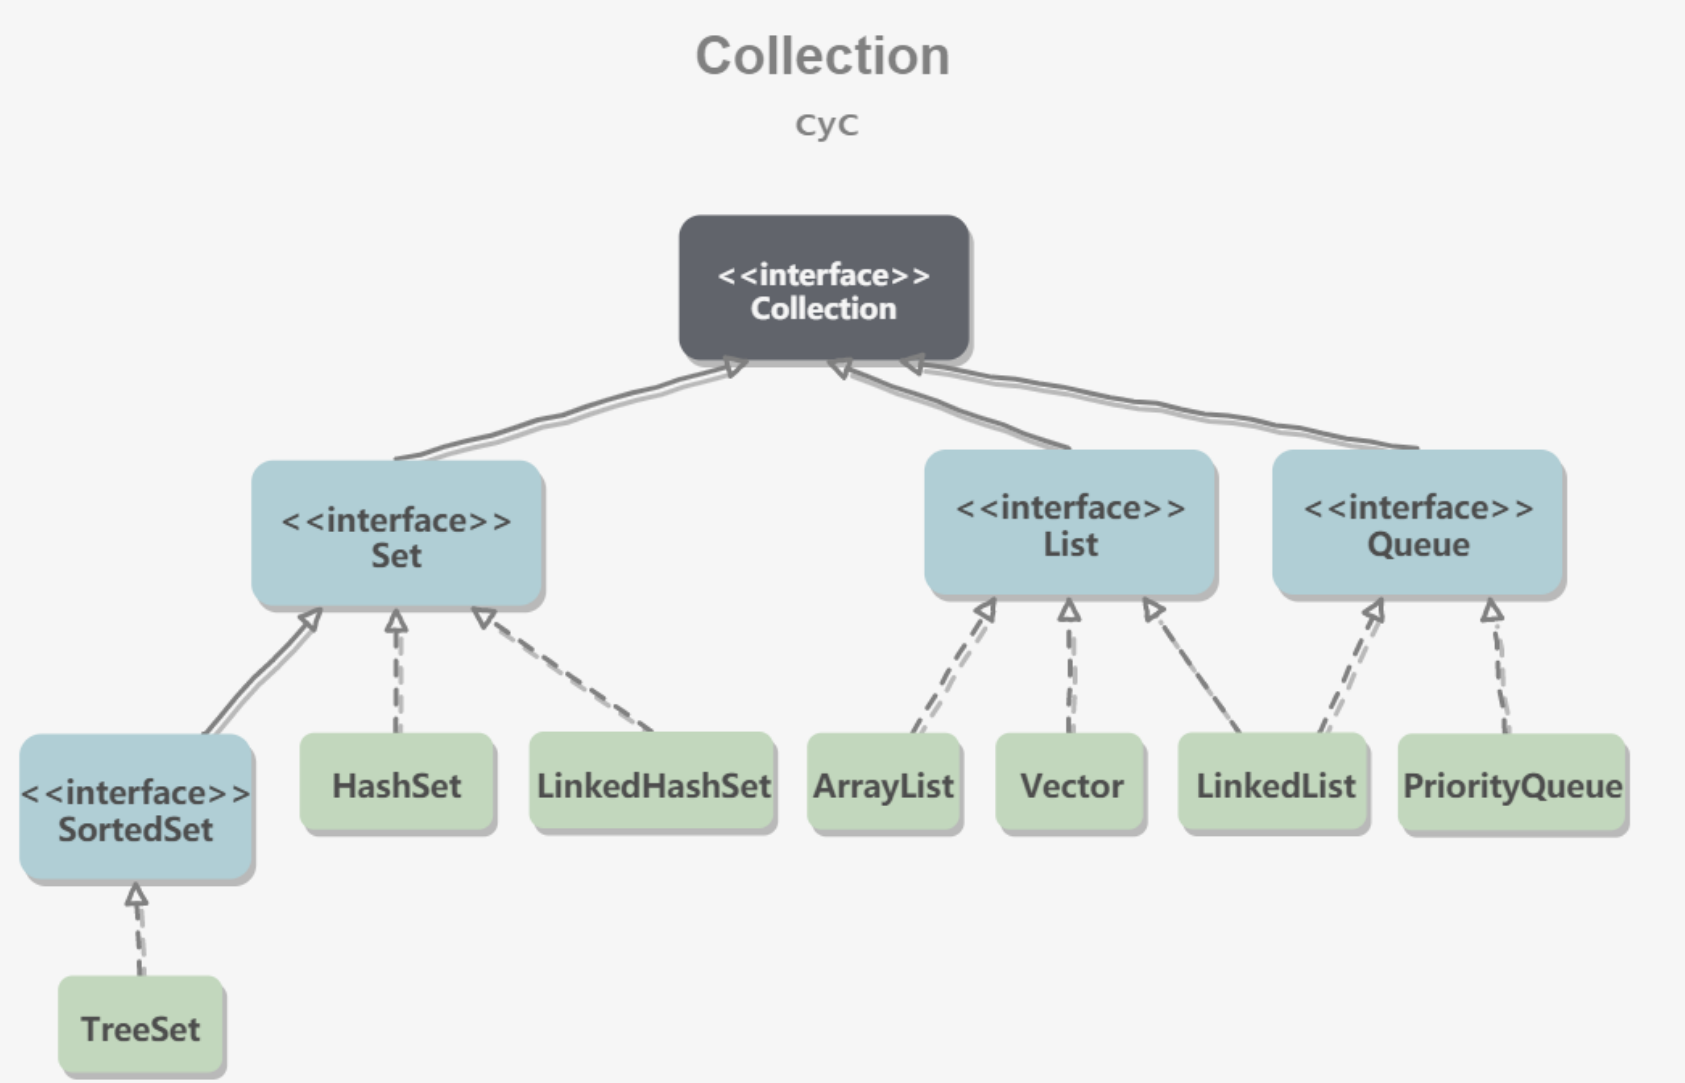 Collection
CyC
<<interface>>
Collection
<<interface>>
Set
<<interface>>
List
<<interface>>
Queue
<<interface>>
SortedSet
HashSet
LinkedHashSet
ArrayList
Vector
LinkedList
PriorityQueue
TreeSet